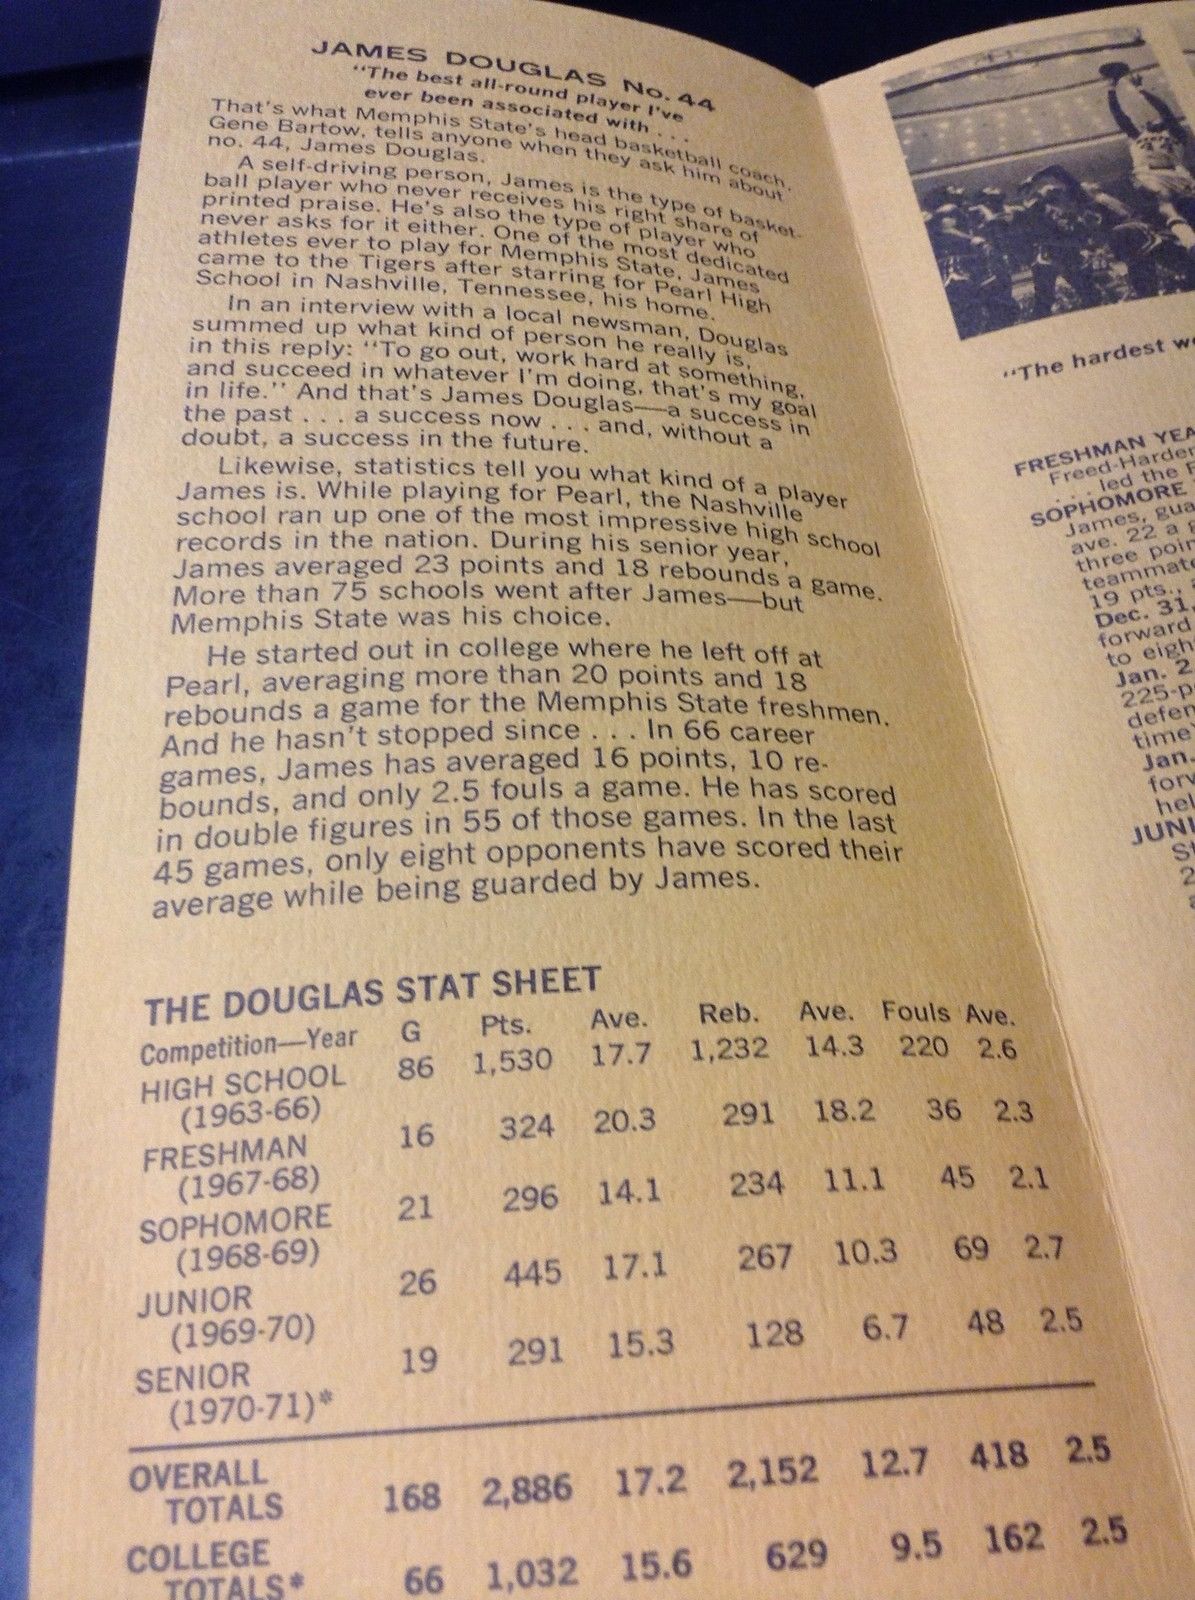 JAMES DOUGLAS No. 44
"The best all-round player I've
ever been associated with . . .
That's what Memphis State's head basketball coach,
Gene Bartow, tells anyone when they ask him about
no. 44, James Douglas.
A self-driving person, James is the type of basket-
ball player who never receives his right share of
printed praise. He's also the type of player who
never asks for it either. One of the most dedicated
athletes ever to play for Memphis State, James
came to the Tigers after starring for Pearl High
School in Nashville, Tennessee, his home.
In an interview with a local newsman, Douglas
summed up what kind of person he really is,
in this reply: "To go out, work hard at something,
and succeed in whatever I'm doing, that's my goal
in life." And that's James Douglas—a success in
the past . . . a success now . . . and, without a
doubt, a success in the future.
Likewise, statistics tell you what kind of a player
James is. While playing for Pearl, the Nashville
school ran up one of the most impressive high school
records in the nation. During his senior year,
James averaged 23 points and 18 rebounds a game.
More than 75 schools went after James—but
Memphis State was his choice.
He started out in college where he left off at
Pearl, averaging more than 20 points and 18
rebounds a game for the Memphis State freshmen.
And he hasn't stopped since . . . In 66 career
games, James has averaged 16 points, 10 re-
bounds, and only 2.5 fouls a game. He has scored
in double figures in 55 of those games. In the last
45 games, only eight opponents have scored their
average while being guarded by James.
THE DOUGLAS STAT SHEET
Competition—Year G Pts. Ave. Reb. Ave. Fouls Ave.
HIGH SCHOOL 86 1,530 17.7 1,232 14.3 220 2.6
(1963-66)
FRESHMAN 16 324 20.3 291 18.2 36 2.3
(1967-68)
SOPHOMORE 21 296 14.1 234 11.1 45 2.1
(1968-69)
JUNIOR 26 445 17.1 267 10.3 69 2.7
(1969-70)
SENIOR 19 291 15.3 128 6.7 48 2.5
(1970-71)*
OVERALL
TOTALS 168 2,886 17.2 2,152 12.7 418 2.5
COLLEGE
TOTALS* 66 1,032 15.6 629 9.5 162 2.5
"The hardest
FRESHMAN
Freed-Harder
led the
SOPHOMORE
James,
ave. 22 a
three
19 pts.,
Dec. 31,
forward
to
Jan.
time
Jan.